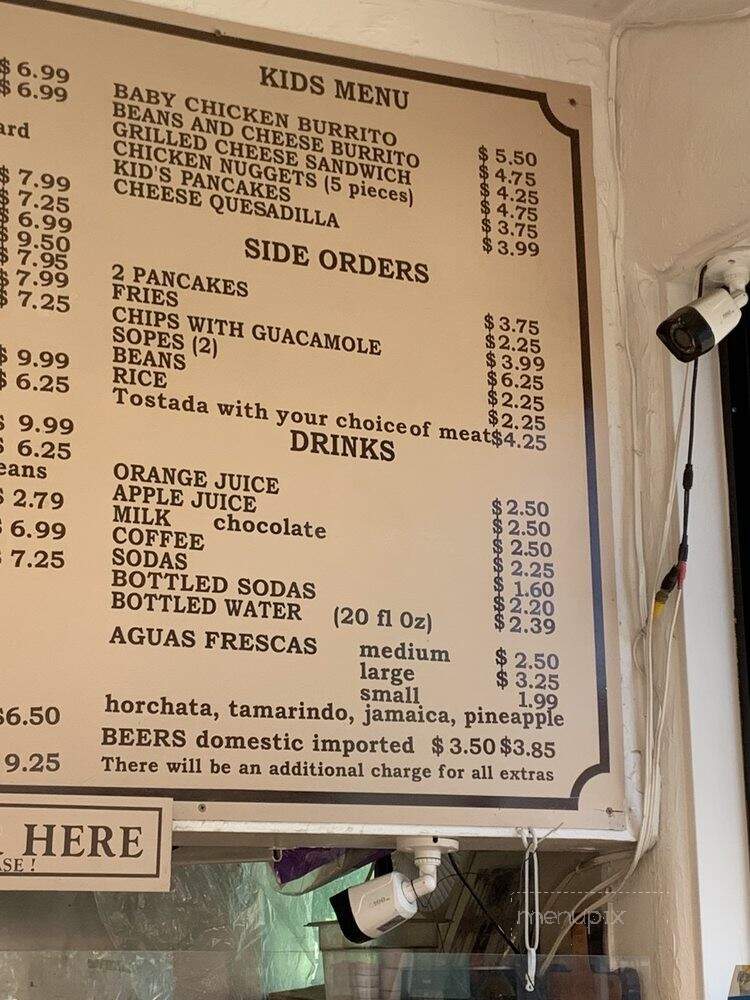 $ 6.99
$ 6.99
ard
$ 7.99
$ 7.25
$ 6.99
$ 9.50
$ 7.95
$ 7.99
$ 7.25
$ 9.99
$ 6.25
$ 9.99
$ 6.25
eans
$ 2.79
$ 6.99
$ 7.25
$6.50
9.25
KIDS MENU
BABY CHICKEN BURRITO $ 5.50
BEANS AND CHEESE BURRITO $ 4.75
GRILLED CHEESE SANDWICH $ 4.25
CHICKEN NUGGETS (5 pieces) $ 4.75
KID'S PANCAKES $ 3.75
CHEESE QUESADILLA $ 3.99
SIDE ORDERS
2 PANCAKES $ 3.75
FRIES $2.25
CHIPS WITH GUACAMOLE $ 3.99
SOPES (2) $6.25
BEANS $2.25
RICE $2.25
Tostada with your choice of meat $4.25
DRINKS
ORANGE JUICE $ 2.50
APPLE JUICE $ 2.50
MILK chocolate $ 2.50
COFFEE $ 2.25
SODAS $ 1.60
BOTTLED SODAS $ 2.20
BOTTLED WATER (20 fl Oz) $ 2.39
AGUAS FRESCAS medium $ 2.50
large $ 3.25
small 1.99
horchata, tamarindo, jamaica, pineapple
BEERS domestic imported $ 3.50 $3.85
There will be an additional charge for all extras
R HERE
ASE !
menupix